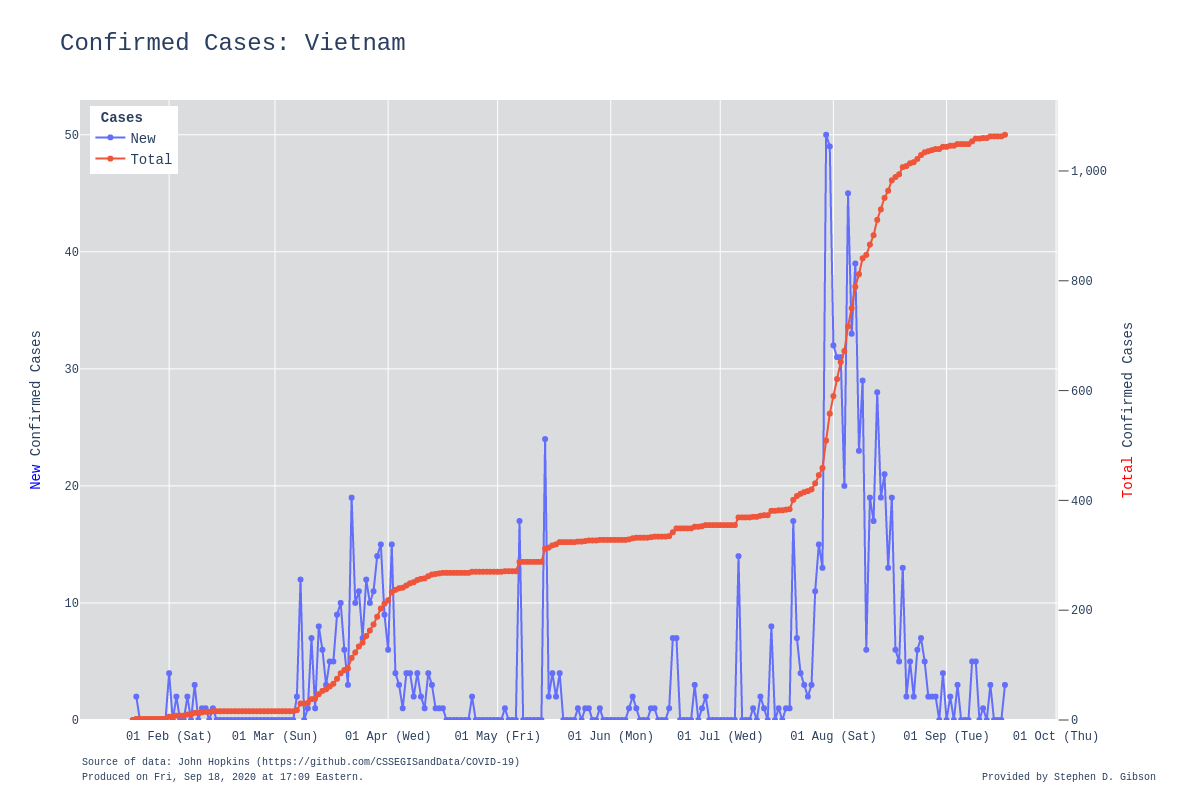 Confirmed Cases: Vietnam
Cases
New
Total
50
40
30
20
10
0
1,000
800
600
400
200
0
New Confirmed Cases
Total Confirmed Cases
01 Feb (Sat)
01 Mar (Sun)
01 Apr (Wed)
01 May (Fri)
01 Jun (Mon)
01 Jul (Wed)
01 Aug (Sat)
01 Sep (Tue)
01 Oct (Thu)
Source of data: John Hopkins (https://github.com/CSSEGISandData/COVID-19)
Produced on Fri, Sep 18, 2020 at 17:09 Eastern.
Provided by Stephen D. Gibson